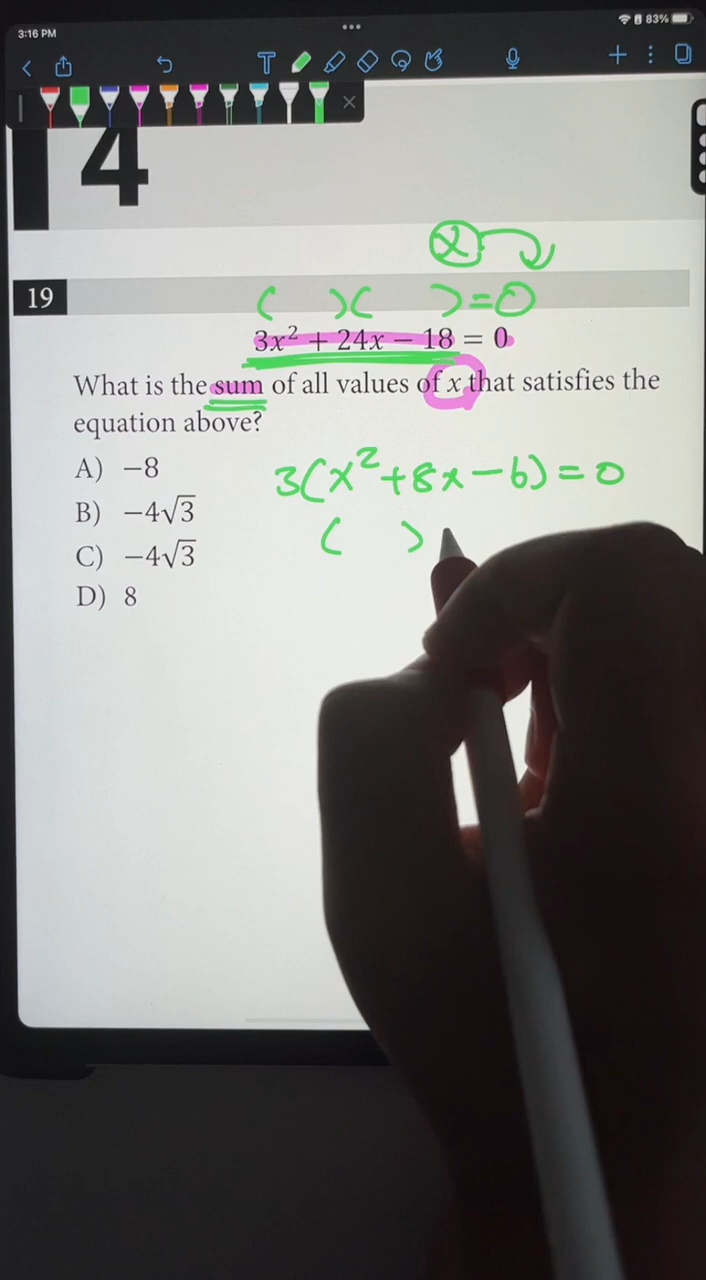 3:16 PM
83%
4
19
( )( ) = 0
x
3x² + 24x − 18 = 0
What is the sum of all values of x that satisfies the
equation above?
A) −8
B) −4√3
C) −4√3
D) 8
3(x²+8x−6)=0
( )